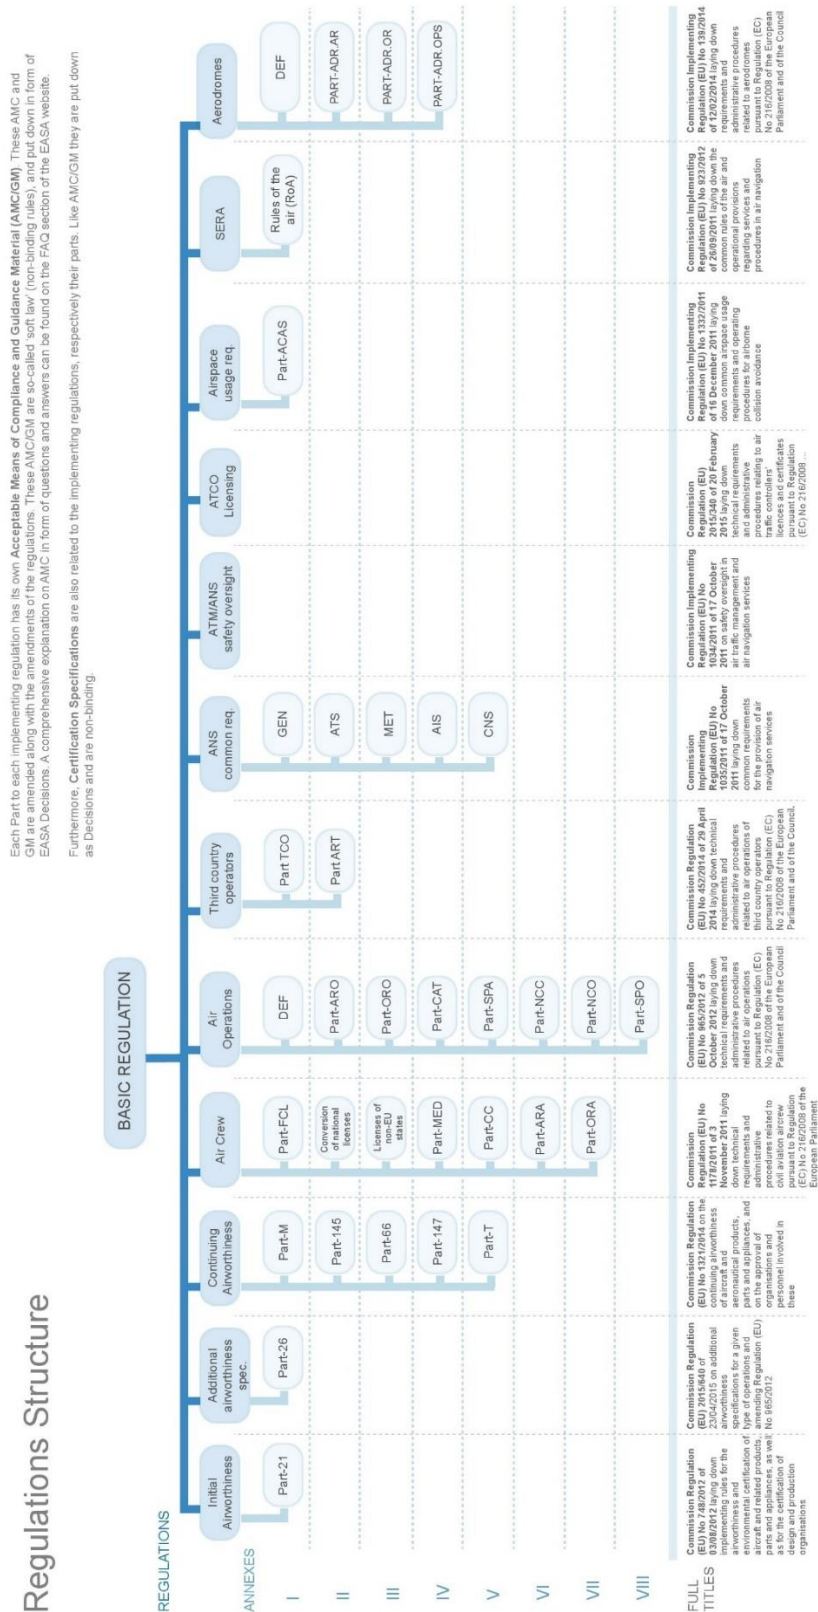 Regulations Structure
Each Part to each implementing regulation has its own Acceptable Means of Compliance and Guidance Material (AMC/GM). These AMC and
GM are amended along with the amendments of the regulations. These AMC/GM are so-called 'soft law' (non-binding rules), and put down in form of
EASA Decisions. A comprehensive explanation on AMC in form of questions and answers can be found on the FAQ section of the EASA website.
Furthermore, Certification Specifications are also related to the implementing regulations, respectively their parts. Like AMC/GM they are put down
as Decisions and are non-binding.
BASIC REGULATION
REGULATIONS
Initial
Airworthiness
Additional
airworthiness
spec.
Continuing
Airworthiness
Air Crew
Air
Operations
Third country
operators
ANS
common req.
ATM/ANS
safety oversight
ATCO
Licensing
Airspace
usage req.
SERA
Aerodromes
ANNEXES
I
Part-21
Part-26
Part-M
Part-FCL
DEF
Part TCO
GEN
Part-ACAS
Rules of the
air (RoA)
DEF
II
Part-145
Conversion
of national
licenses
Part-ARO
Part ART
ATS
PART-ADR.AR
III
Part-66
Licenses of
non-EU
states
Part-ORO
MET
PART-ADR.OR
IV
Part-147
Part-MED
Part-CAT
AIS
PART-ADR.OPS
V
Part-T
Part-CC
Part-SPA
CNS
VI
Part-ARA
Part-NCC
VII
Part-ORA
Part-NCO
VIII
Part-SPO
FULL
TITLES
Commission Regulation
(EU) No 748/2012 of
03/08/2012 laying down
implementing rules for the
airworthiness and
environmental certification of
aircraft and related products,
parts and appliances, as well
as for the certification of
design and production
organisations
Commission Regulation
(EU) 2015/640 of
23/04/2015 on additional
airworthiness
specifications for a given
type of operations and
amending Regulation (EU)
No 965/2012
Commission Regulation
(EU) No 1321/2014 on the
continuing airworthiness
of aircraft and
aeronautical products,
parts and appliances, and
on the approval of
organisations and
personnel involved in
these
Commission
Regulation (EU) No
1178/2011 of 3
November 2011 laying
down technical
requirements and
administrative
procedures related to
civil aviation aircrew
pursuant to Regulation
(EC) No 216/2008 of the
European Parliament
Commission Regulation
(EU) No 965/2012 of 5
October 2012 laying down
technical requirements and
administrative procedures
related to air operations
pursuant to Regulation (EC)
No 216/2008 of the European
Parliament and of the Council
Commission Regulation
(EU) No 452/2014 of 29 April
2014 laying down technical
requirements and
administrative procedures
related to air operations of
third country operators
pursuant to Regulation (EC)
No 216/2008 of the European
Parliament and of the Council.
Commission
Implementing
Regulation (EU) No
1035/2011 of 17 October
2011 laying down
common requirements
for the provision of air
navigation services
Commission Implementing
Regulation (EU) No
1034/2011 of 17 October
2011 on safety oversight in
air traffic management and
air navigation services
Commission
Regulation (EU)
2015/340 of 20 February
2015 laying down
technical requirements
and administrative
procedures relating to air
traffic controllers'
licences and certificates
pursuant to Regulation
(EC) No 216/2008 ...
Commission Implementing
Regulation (EU) No 1332/2011
of 16 December 2011 laying
down common airspace usage
requirements and operating
procedures for airborne
collision avoidance
Commission Implementing
Regulation (EU) No 923/2012
of 26/09/2011 laying down the
common rules of the air and
operational provisions
regarding services and
procedures in air navigation
Commission Implementing
Regulation (EU) No 139/2014
of 12/02/2014 laying down
requirements and
administrative procedures
related to aerodromes
pursuant to Regulation (EC)
No 216/2008 of the European
Parliament and of the Council